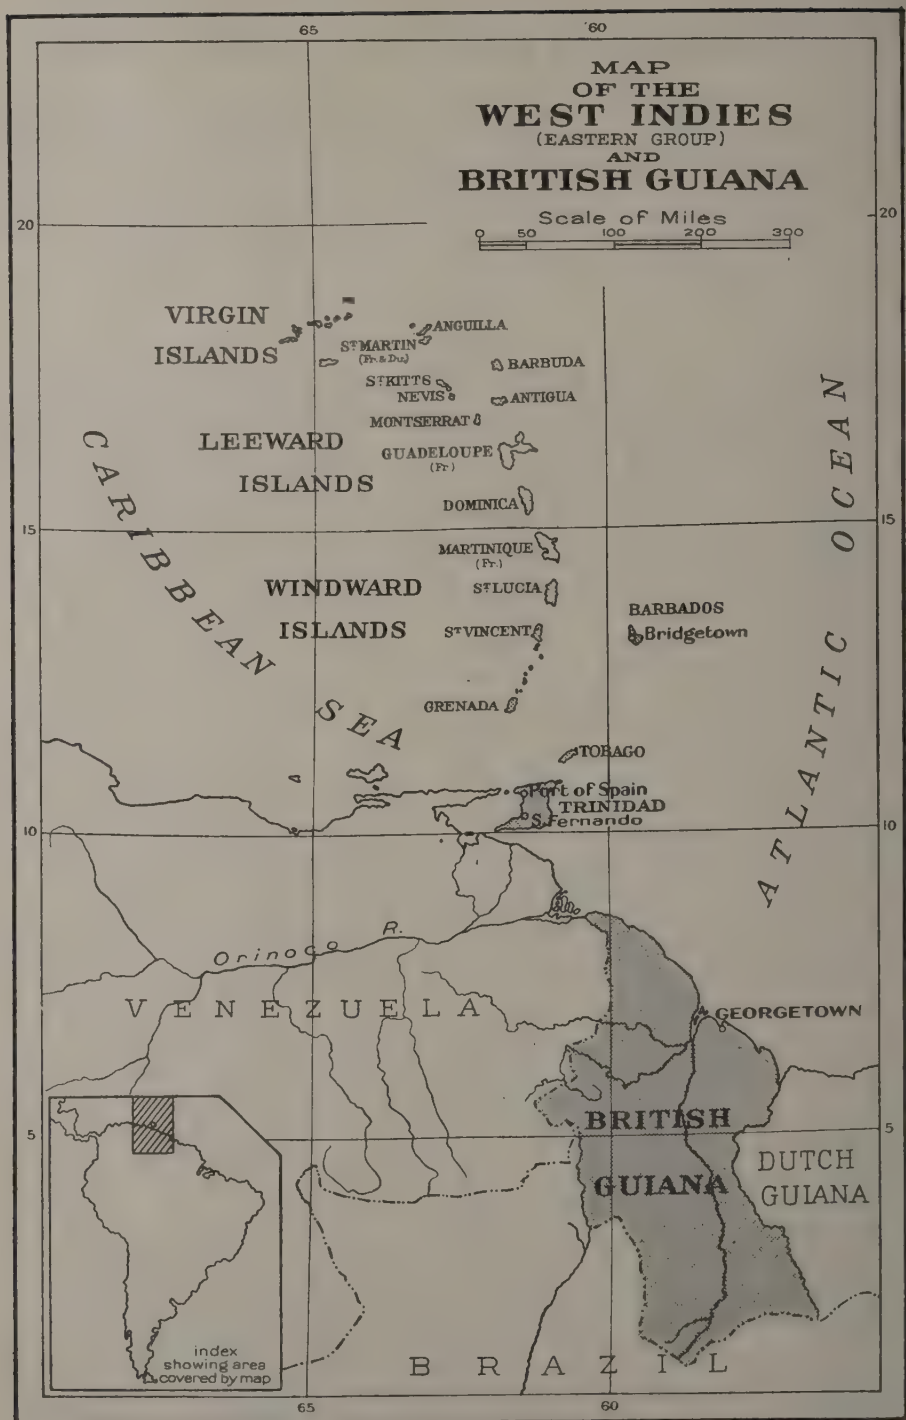 65
60
MAP
OF THE
WEST INDIES
(EASTERN GROUP)
AND
BRITISH GUIANA
Scale of Miles
0 50 100 200 300
20
20
VIRGIN
ISLANDS
ANGUILLA
ST MARTIN
(Fr. & Du.)
BARBUDA
ST KITTS
NEVIS
ANTIGUA
MONTSERRAT
LEEWARD
ISLANDS
GUADELOUPE
(Fr)
DOMINICA
CARIBBEAN SEA
ATLANTIC OCEAN
15
15
MARTINIQUE
(Fr.)
WINDWARD
ISLANDS
ST LUCIA
BARBADOS
Bridgetown
ST VINCENT
GRENADA
TOBAGO
Port of Spain
TRINIDAD
S. Fernando
10
10
Orinoco R.
VENEZUELA
GEORGETOWN
BRITISH
GUIANA
5
5
DUTCH
GUIANA
index
showing area
covered by map
BRAZIL
65
60